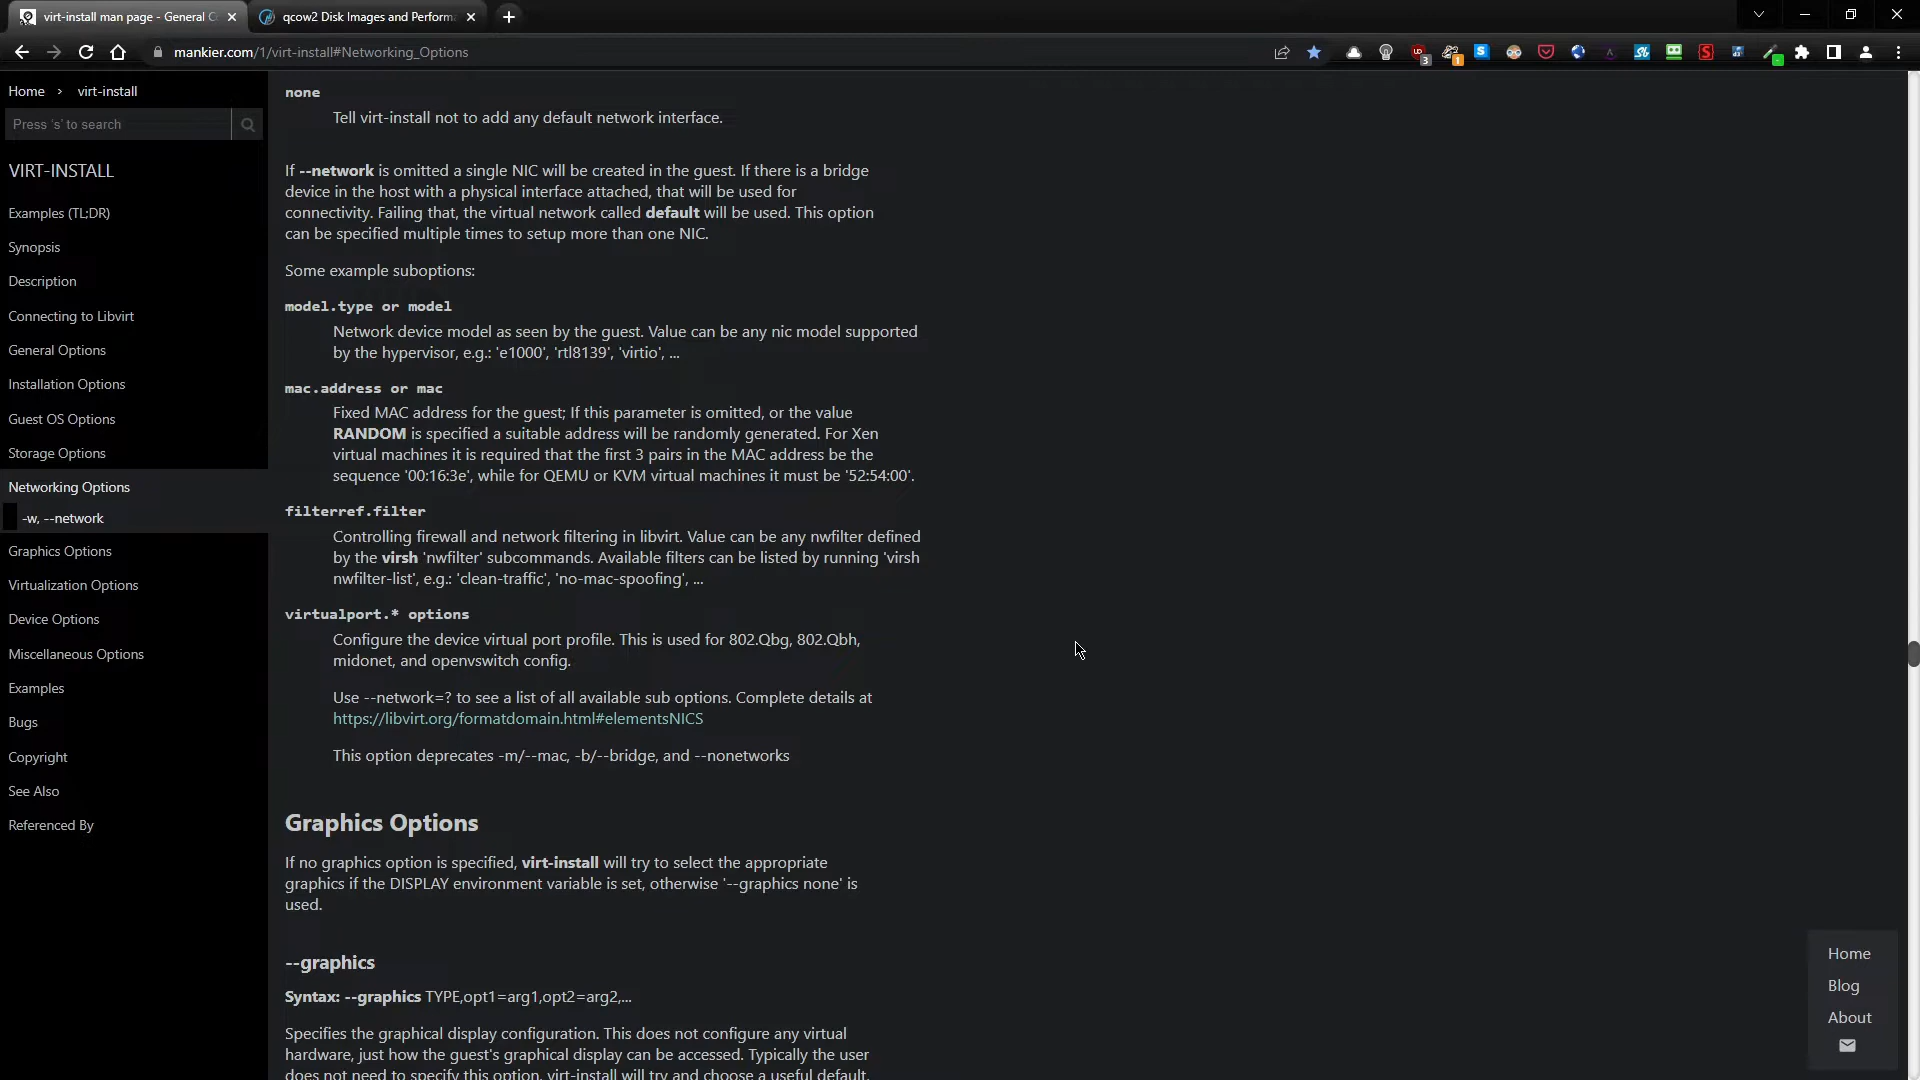 virt-install man page - General C
qcow2 Disk Images and Perform
mankier.com/1/virt-install#Networking_Options
3
1
Home › virt-install
Press 's' to search
VIRT-INSTALL
Examples (TL;DR)
Synopsis
Description
Connecting to Libvirt
General Options
Installation Options
Guest OS Options
Storage Options
Networking Options
-w, --network
Graphics Options
Virtualization Options
Device Options
Miscellaneous Options
Examples
Bugs
Copyright
See Also
Referenced By
none
Tell virt-install not to add any default network interface.
If --network is omitted a single NIC will be created in the guest. If there is a bridge
device in the host with a physical interface attached, that will be used for
connectivity. Failing that, the virtual network called default will be used. This option
can be specified multiple times to setup more than one NIC.
Some example suboptions:
model.type or model
Network device model as seen by the guest. Value can be any nic model supported
by the hypervisor, e.g.: 'e1000', 'rtl8139', 'virtio', ...
mac.address or mac
Fixed MAC address for the guest; If this parameter is omitted, or the value
RANDOM is specified a suitable address will be randomly generated. For Xen
virtual machines it is required that the first 3 pairs in the MAC address be the
sequence '00:16:3e', while for QEMU or KVM virtual machines it must be '52:54:00'.
filterref.filter
Controlling firewall and network filtering in libvirt. Value can be any nwfilter defined
by the virsh 'nwfilter' subcommands. Available filters can be listed by running 'virsh
nwfilter-list', e.g.: 'clean-traffic', 'no-mac-spoofing', ...
virtualport.* options
Configure the device virtual port profile. This is used for 802.Qbg, 802.Qbh,
midonet, and openvswitch config.
Use --network=? to see a list of all available sub options. Complete details at
https://libvirt.org/formatdomain.html#elementsNICS
This option deprecates -m/--mac, -b/--bridge, and --nonetworks
Graphics Options
If no graphics option is specified, virt-install will try to select the appropriate
graphics if the DISPLAY environment variable is set, otherwise '--graphics none' is
used.
--graphics
Syntax: --graphics TYPE,opt1=arg1,opt2=arg2,...
Specifies the graphical display configuration. This does not configure any virtual
hardware, just how the guest's graphical display can be accessed. Typically the user
does not need to specify this option, virt-install will try and choose a useful default,
Home
Blog
About